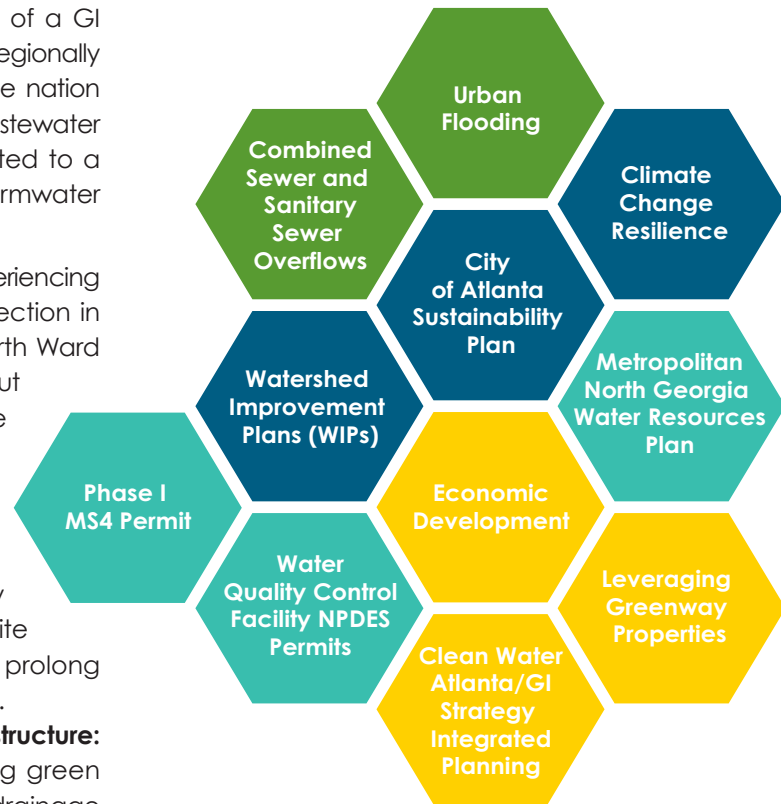 of a GI
egionally
e nation
stewater
ted to a
rmwater
eriencing
ection in
rth Ward
ut
e
y
ite
prolong
.
structure:
g green
drainage
Urban
Flooding
Combined
Sewer and
Sanitary
Sewer
Overflows
Climate
Change
Resilience
City
of Atlanta
Sustainability
Plan
Watershed
Improvement
Plans (WIPs)
Metropolitan
North Georgia
Water Resources
Plan
Phase I
MS4 Permit
Economic
Development
Water
Quality Control
Facility NPDES
Permits
Leveraging
Greenway
Properties
Clean Water
Atlanta/GI
Strategy
Integrated
Planning